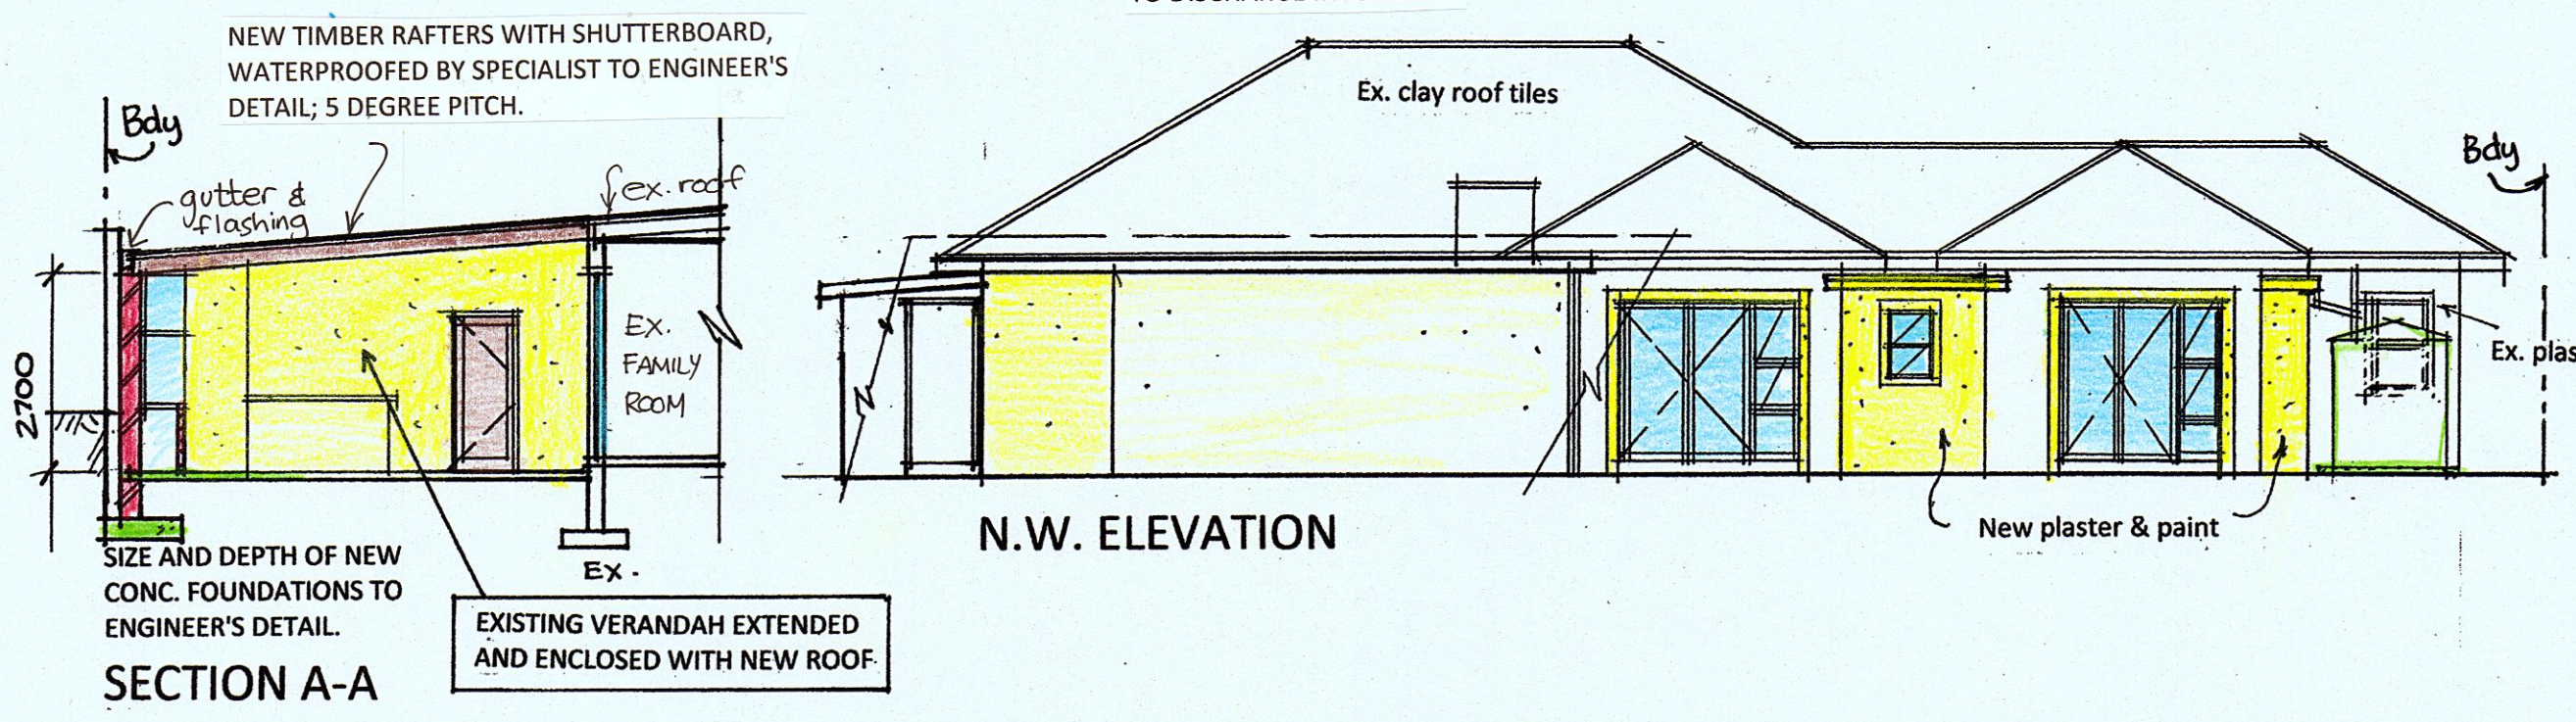 NEW TIMBER RAFTERS WITH SHUTTERBOARD,
WATERPROOFED BY SPECIALIST TO ENGINEER'S
DETAIL; 5 DEGREE PITCH.
Bdy
gutter &
flashing
ex. roof
2700
EX.
FAMILY
ROOM
EX.
SIZE AND DEPTH OF NEW
CONC. FOUNDATIONS TO
ENGINEER'S DETAIL.
EXISTING VERANDAH EXTENDED
AND ENCLOSED WITH NEW ROOF.
SECTION A-A
Ex. clay roof tiles
Bdy
Ex. plas
New plaster & paint
N.W. ELEVATION